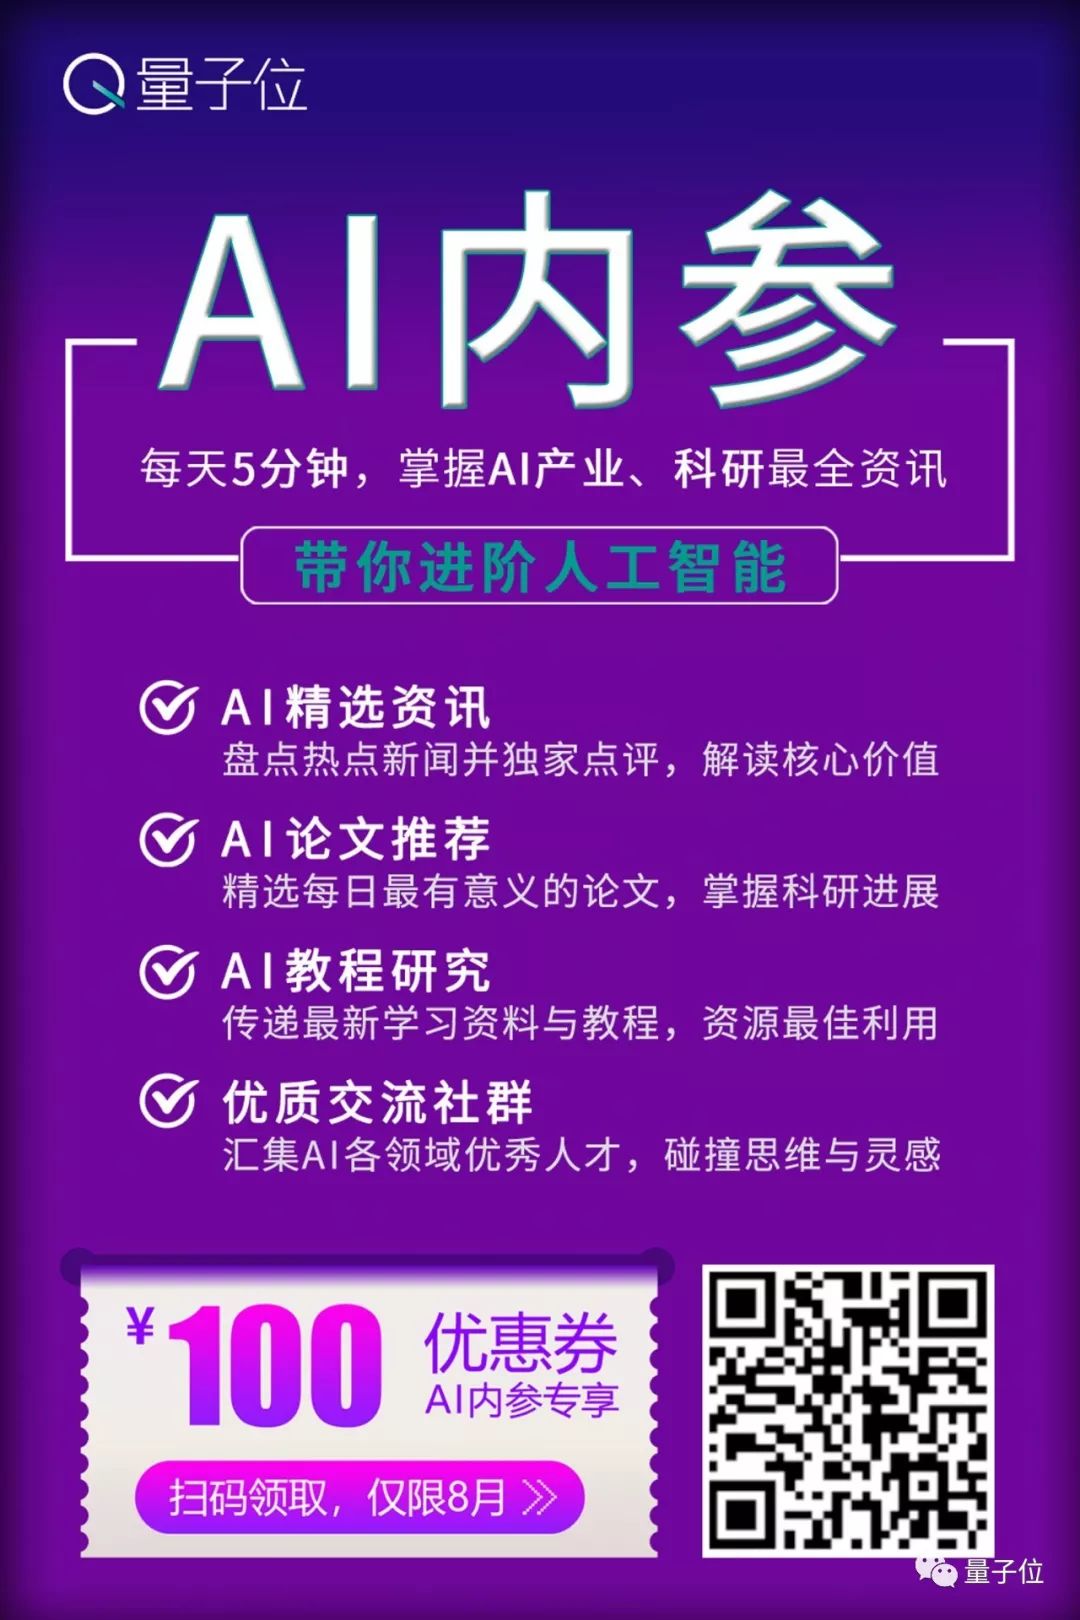 量子位
AI内参
每天5分钟，掌握AI产业、科研最全资讯
带你进阶人工智能
AI精选资讯
盘点热点新闻并独家点评，解读核心价值
AI论文推荐
精选每日最有意义的论文，掌握科研进展
AI教程研究
传递最新学习资料与教程，资源最佳利用
优质交流社群
汇集AI各领域优秀人才，碰撞思维与灵感
¥100 优惠券
AI内参专享
扫码领取，仅限8月
量子位